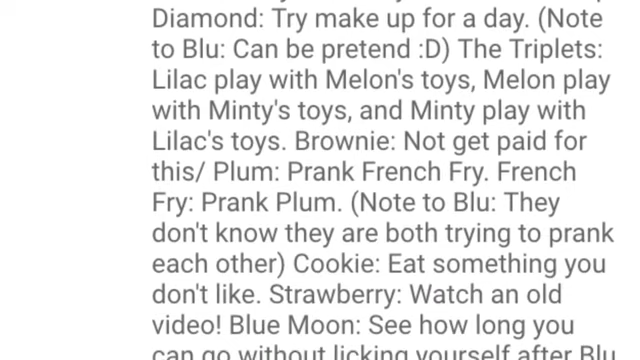 Diamond: Try make up for a day. (Note
to Blu: Can be pretend :D) The Triplets:
Lilac play with Melon's toys, Melon play
with Minty's toys, and Minty play with
Lilac's toys. Brownie: Not get paid for
this/ Plum: Prank French Fry. French
Fry: Prank Plum. (Note to Blu: They
don't know they are both trying to prank
each other) Cookie: Eat something you
don't like. Strawberry: Watch an old
video! Blue Moon: See how long you
can go without licking yourself after Blu